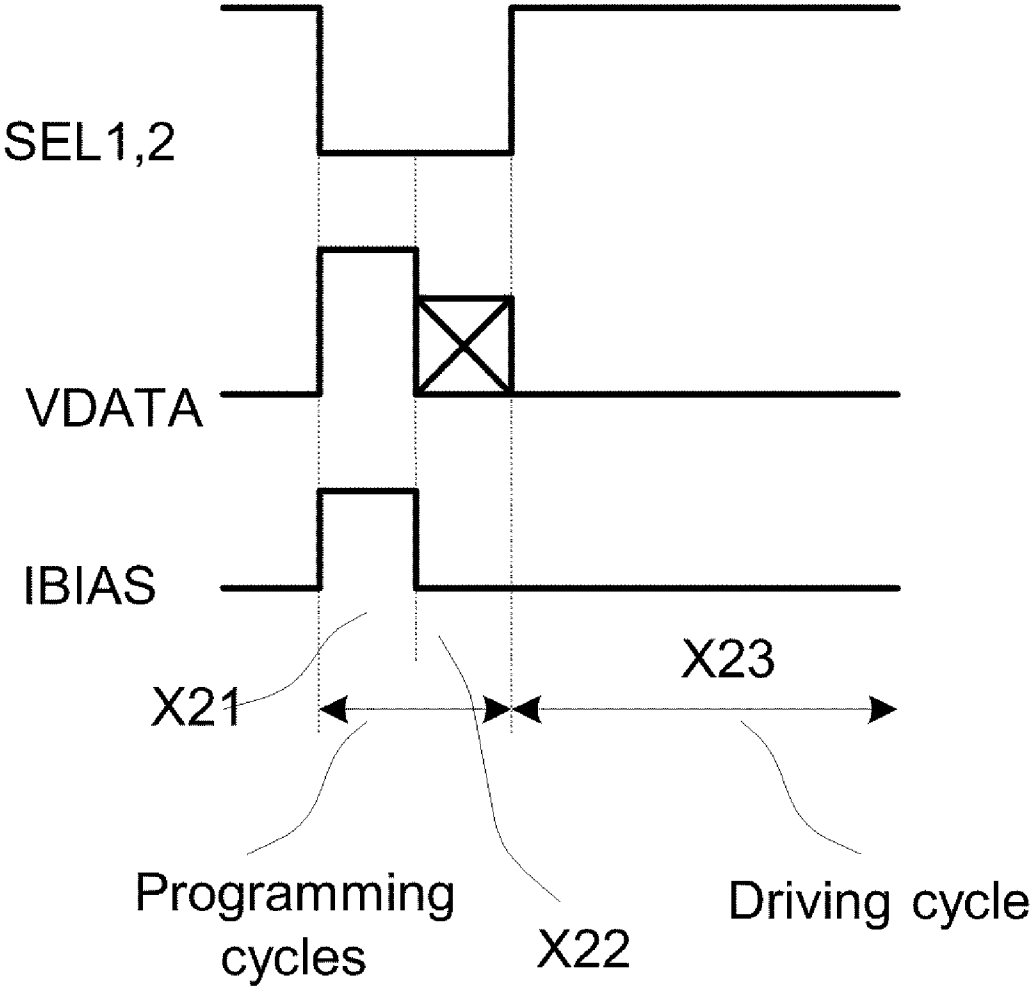 SEL1,2
VDATA
IBIAS
X23
X21
Programming
cycles
Driving cycle
X22